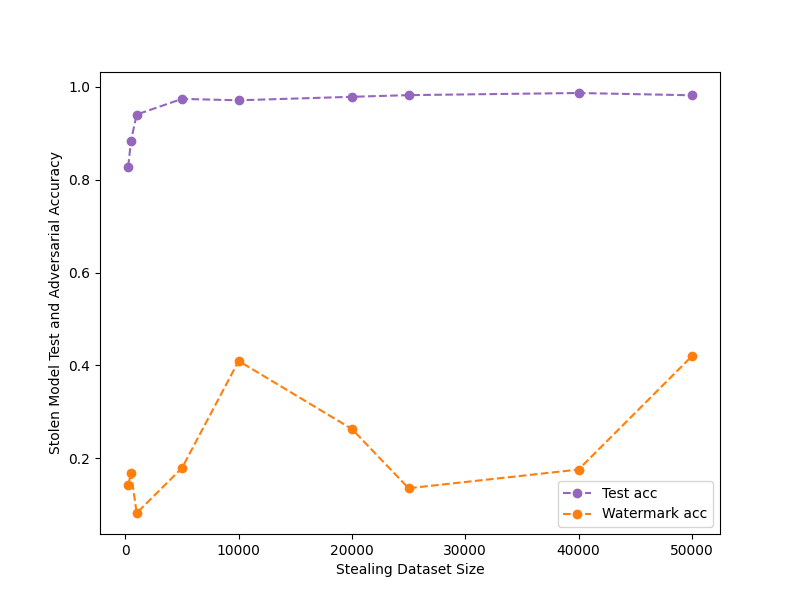 1.0
0.8
0.6
0.4
0.2
Stolen Model Test and Adversarial Accuracy
Test acc
Watermark acc
0 10000 20000 30000 40000 50000
Stealing Dataset Size